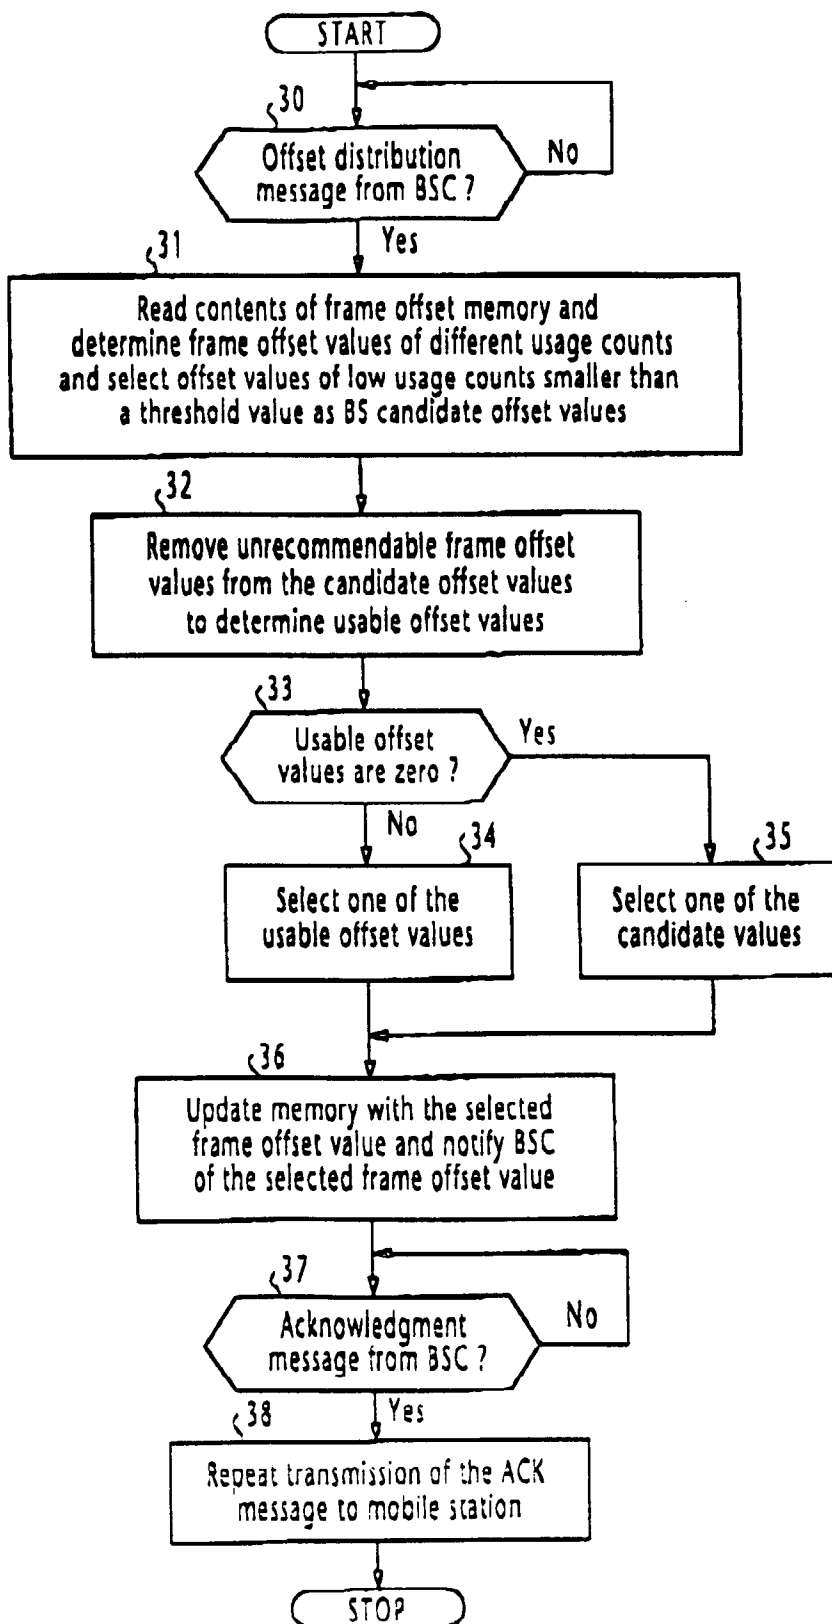 START
30
Offset distribution
message from BSC ?
No
Yes
31
Read contents of frame offset memory and
determine frame offset values of different usage counts
and select offset values of low usage counts smaller than
a threshold value as BS candidate offset values
32
Remove unrecommendable frame offset
values from the candidate offset values
to determine usable offset values
33
Usable offset
values are zero ?
Yes
No
34
Select one of the
usable offset values
35
Select one of the
candidate values
36
Update memory with the selected
frame offset value and notify BSC
of the selected frame offset value
37
Acknowledgment
message from BSC ?
No
Yes
38
Repeat transmission of the ACK
message to mobile station
STOP